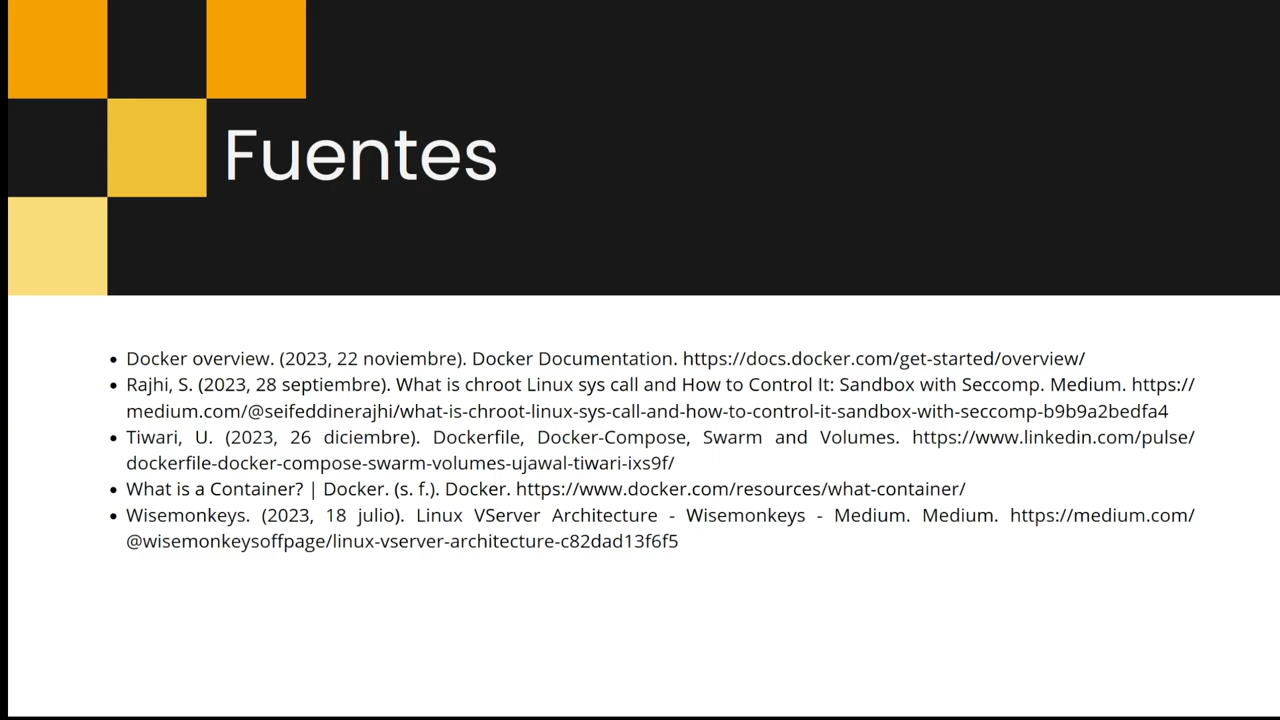 Fuentes
• Docker overview. (2023, 22 noviembre). Docker Documentation. https://docs.docker.com/get-started/overview/
• Rajhi, S. (2023, 28 septiembre). What is chroot Linux sys call and How to Control It: Sandbox with Seccomp. Medium. https://
medium.com/@seifeddinerajhi/what-is-chroot-linux-sys-call-and-how-to-control-it-sandbox-with-seccomp-b9b9a2bedfa4
• Tiwari, U. (2023, 26 diciembre). Dockerfile, Docker-Compose, Swarm and Volumes. https://www.linkedin.com/pulse/
dockerfile-docker-compose-swarm-volumes-ujawal-tiwari-ixs9f/
• What is a Container? | Docker. (s. f.). Docker. https://www.docker.com/resources/what-container/
• Wisemonkeys. (2023, 18 julio). Linux VServer Architecture - Wisemonkeys - Medium. Medium. https://medium.com/
@wisemonkeysoffpage/linux-vserver-architecture-c82dad13f6f5